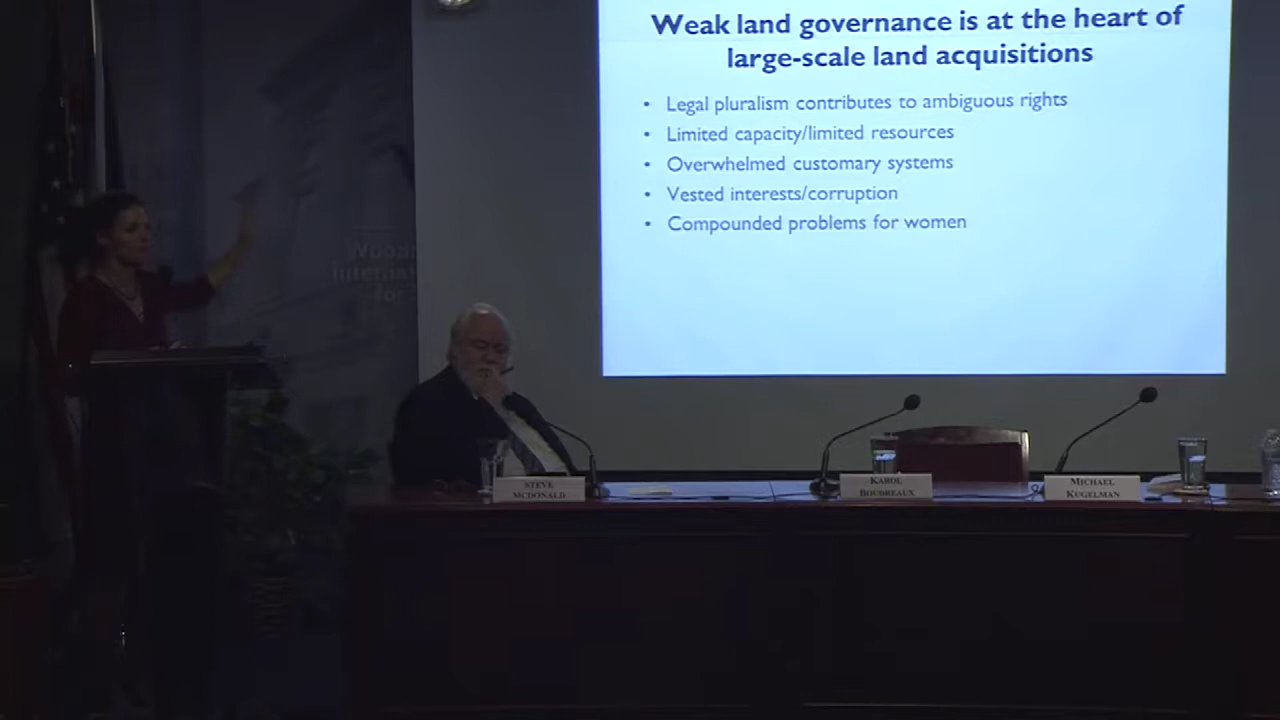 Weak land governance is at the heart of
large-scale land acquisitions
• Legal pluralism contributes to ambiguous rights
• Limited capacity/limited resources
• Overwhelmed customary systems
• Vested interests/corruption
• Compounded problems for women
for
STEVE
MCDONALD
KAROL
BOUDREAUX
MICHAEL
KUGELMAN